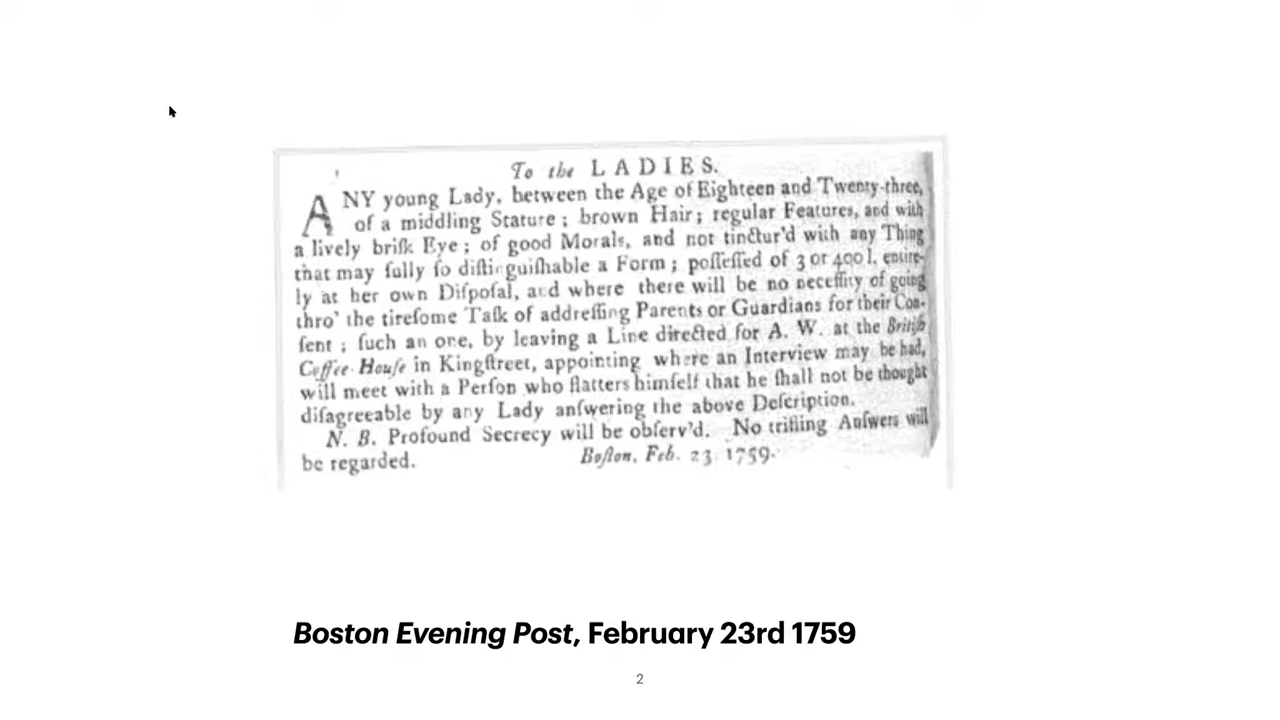 To the LADIES.
ANY young Lady, between the Age of Eighteen and Twenty-three,
of a middling Stature; brown Hair; regular Features, and with
a lively briſk Eye; of good Morals, and not tinctur'd with any Thing
that may ſully ſo diſtinguiſhable a Form; poſſeſſed of 3 or 400 l. entire-
ly at her own Diſpoſal, and where there will be no neceſſity of going
thro' the tireſome Taſk of addreſſing Parents or Guardians for their Con-
ſent; ſuch an one, by leaving a Line directed for A. W. at the Britiſh
Coffee Houſe in Kingſtreet, appointing where an Interview may be had,
will meet with a Perſon who flatters himſelf that he ſhall not be thought
diſagreeable by any Lady anſwering the above Deſcription.
N. B. Profound Secrecy will be obſerv'd. No trifling Anſwers will
be regarded. Boſton, Feb. 23. 1759.
Boston Evening Post, February 23rd 1759
2